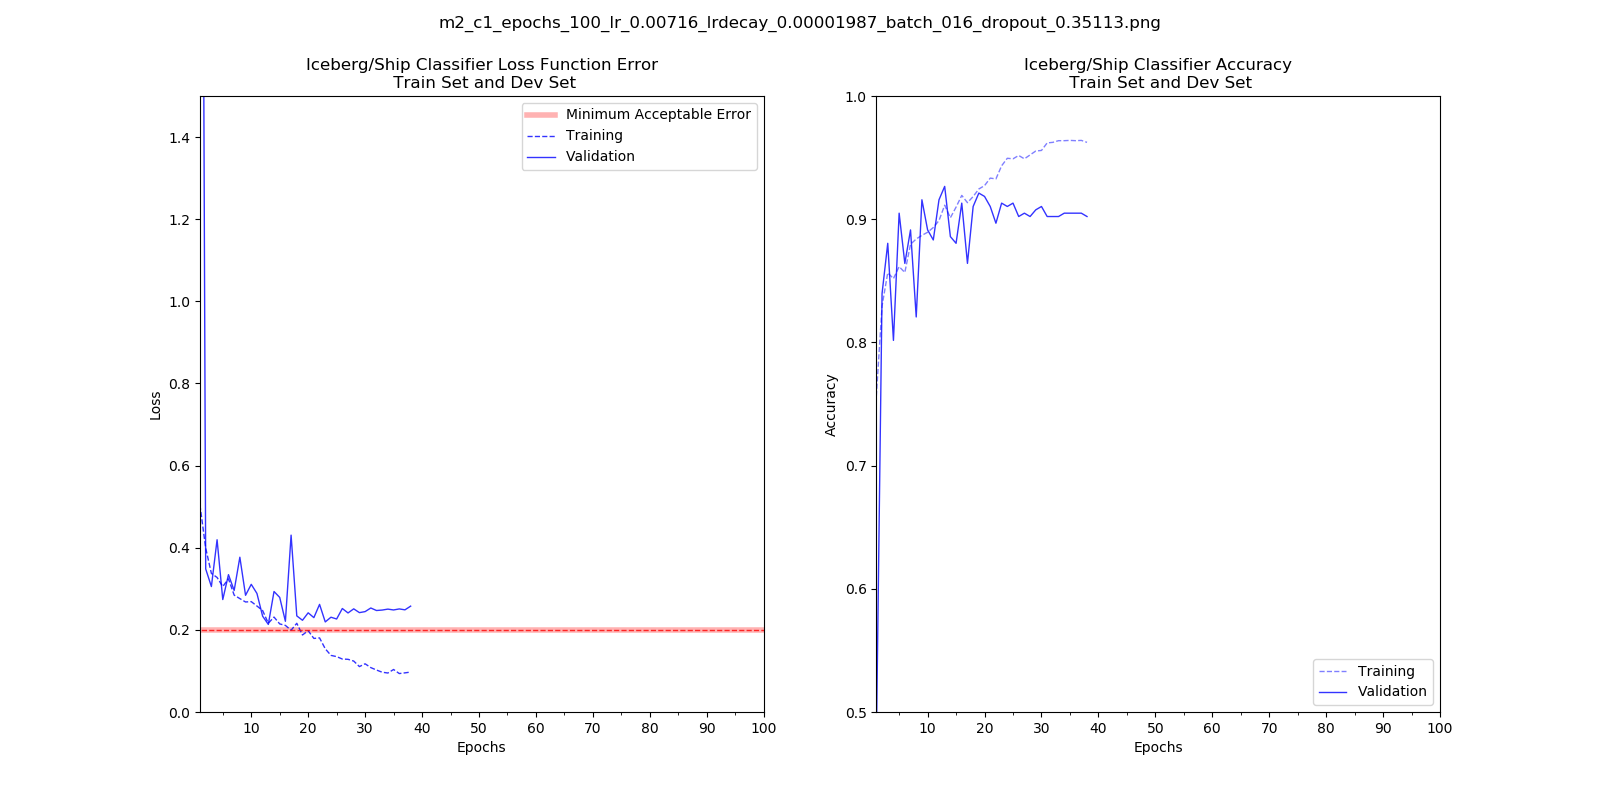 m2_c1_epochs_100_lr_0.00716_lrdecay_0.00001987_batch_016_dropout_0.35113.png
Iceberg/Ship Classifier Loss Function Error
Train Set and Dev Set
Minimum Acceptable Error
Training
Validation
1.4
1.2
1.0
0.8
0.6
0.4
0.2
0.0
Loss
10 20 30 40 50 60 70 80 90 100
Epochs
Iceberg/Ship Classifier Accuracy
Train Set and Dev Set
1.0
0.9
0.8
0.7
0.6
0.5
Accuracy
Training
Validation
10 20 30 40 50 60 70 80 90 100
Epochs